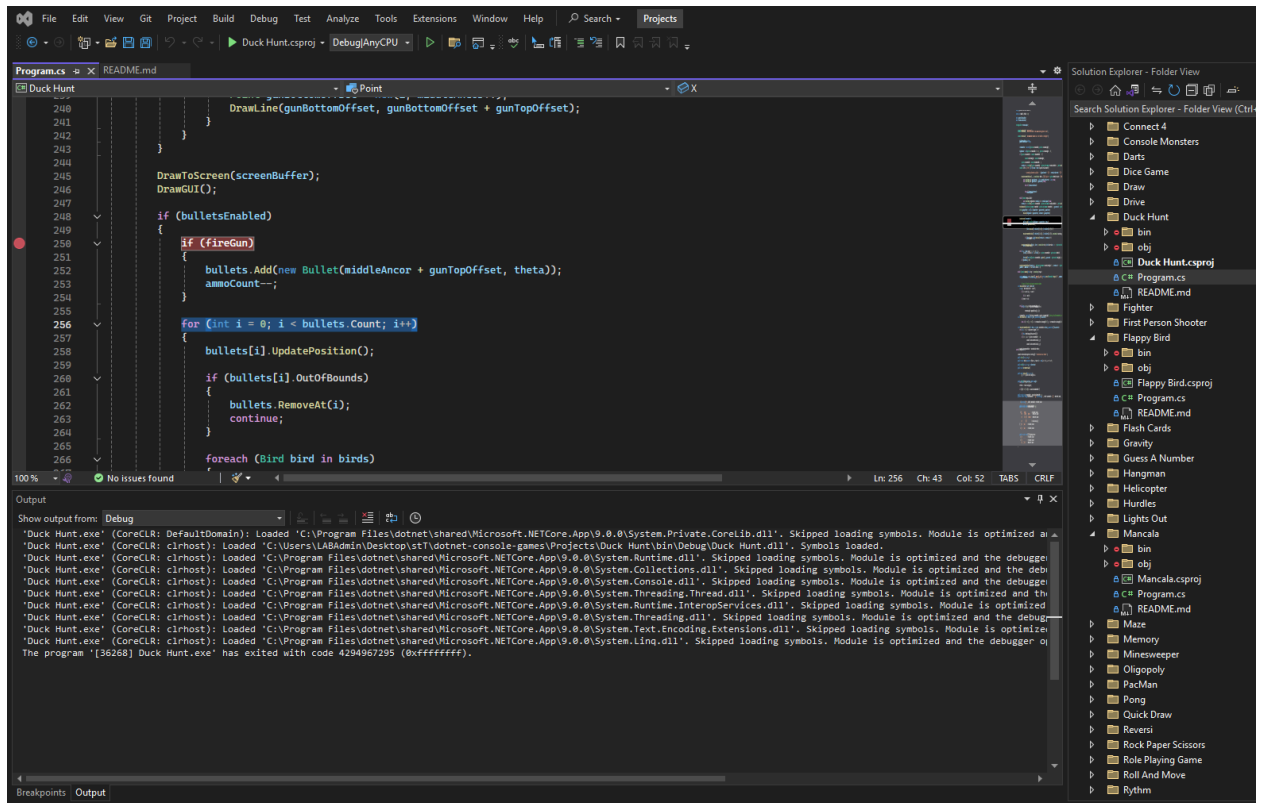 File Edit View Git Project Build Debug Test Analyze Tools Extensions Window Help Search Projects
Duck Hunt.csproj Debug|AnyCPU
Program.cs README.md
Duck Hunt Point X
240 DrawLine(gunBottomOffset, gunBottomOffset + gunTopOffset);
241 }
242 }
243 }
244
245 DrawToScreen(screenBuffer);
246 DrawGUI();
247
248 if (bulletsEnabled)
249 {
250 if (fireGun)
251 {
252 bullets.Add(new Bullet(middleAncor + gunTopOffset, theta));
253 ammoCount--;
254 }
255
256 for (int i = 0; i < bullets.Count; i++)
257 {
258 bullets[i].UpdatePosition();
259
260 if (bullets[i].OutOfBounds)
261 {
262 bullets.RemoveAt(i);
263 continue;
264 }
265
266 foreach (Bird bird in birds)
100 % No issues found Ln: 256 Ch: 43 Col: 52 TABS CRLF
Output
Show output from: Debug
'Duck Hunt.exe' (CoreCLR: DefaultDomain): Loaded 'C:\Program Files\dotnet\shared\Microsoft.NETCore.App\9.0.0\System.Private.CoreLib.dll'. Skipped loading symbols. Module is optimized
'Duck Hunt.exe' (CoreCLR: clrhost): Loaded 'C:\Users\LABAdmin\Desktop\stT\dotnet-console-games\Projects\Duck Hunt\bin\Debug\Duck Hunt.dll'. Symbols loaded.
'Duck Hunt.exe' (CoreCLR: clrhost): Loaded 'C:\Program Files\dotnet\shared\Microsoft.NETCore.App\9.0.0\System.Runtime.dll'. Skipped loading symbols. Module is optimized and the debugger
'Duck Hunt.exe' (CoreCLR: clrhost): Loaded 'C:\Program Files\dotnet\shared\Microsoft.NETCore.App\9.0.0\System.Collections.dll'. Skipped loading symbols. Module is optimized and the
'Duck Hunt.exe' (CoreCLR: clrhost): Loaded 'C:\Program Files\dotnet\shared\Microsoft.NETCore.App\9.0.0\System.Console.dll'. Skipped loading symbols. Module is optimized and the debugger
'Duck Hunt.exe' (CoreCLR: clrhost): Loaded 'C:\Program Files\dotnet\shared\Microsoft.NETCore.App\9.0.0\System.Threading.Thread.dll'. Skipped loading symbols. Module is optimized and
'Duck Hunt.exe' (CoreCLR: clrhost): Loaded 'C:\Program Files\dotnet\shared\Microsoft.NETCore.App\9.0.0\System.Runtime.InteropServices.dll'. Skipped loading symbols. Module is optimized
'Duck Hunt.exe' (CoreCLR: clrhost): Loaded 'C:\Program Files\dotnet\shared\Microsoft.NETCore.App\9.0.0\System.Threading.dll'. Skipped loading symbols. Module is optimized and the
'Duck Hunt.exe' (CoreCLR: clrhost): Loaded 'C:\Program Files\dotnet\shared\Microsoft.NETCore.App\9.0.0\System.Text.Encoding.Extensions.dll'. Skipped loading symbols. Module is
'Duck Hunt.exe' (CoreCLR: clrhost): Loaded 'C:\Program Files\dotnet\shared\Microsoft.NETCore.App\9.0.0\System.Linq.dll'. Skipped loading symbols. Module is optimized and the debugger
The program '[36268] Duck Hunt.exe' has exited with code 4294967295 (0xffffffff).
Breakpoints Output
Solution Explorer - Folder View
Search Solution Explorer - Folder View (Ctrl+
Connect 4
Console Monsters
Darts
Dice Game
Draw
Drive
Duck Hunt
bin
obj
Duck Hunt.csproj
C# Program.cs
README.md
Fighter
First Person Shooter
Flappy Bird
bin
obj
Flappy Bird.csproj
C# Program.cs
README.md
Flash Cards
Gravity
Guess A Number
Hangman
Helicopter
Hurdles
Lights Out
Mancala
bin
obj
Mancala.csproj
C# Program.cs
README.md
Maze
Memory
Minesweeper
Oligopoly
PacMan
Pong
Quick Draw
Reversi
Rock Paper Scissors
Role Playing Game
Roll And Move
Rythm